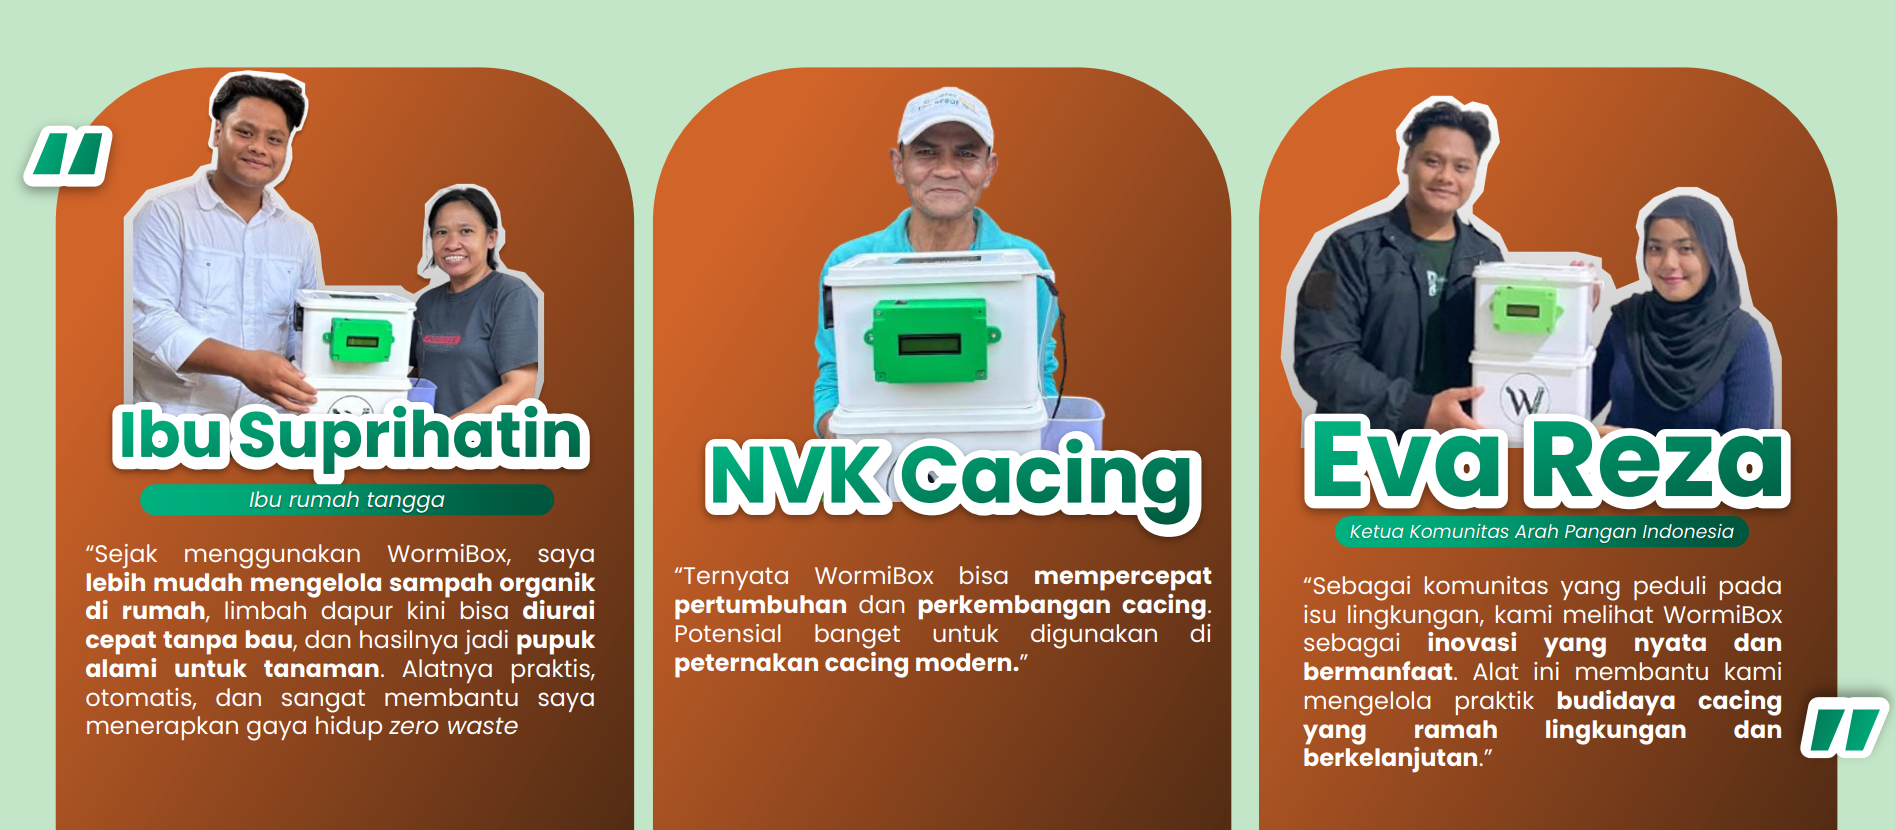 Ibu Suprihatin
Ibu rumah tangga
“Sejak menggunakan WormiBox, saya
lebih mudah mengelola sampah organik
di rumah, limbah dapur kini bisa diurai
cepat tanpa bau, dan hasilnya jadi pupuk
alami untuk tanaman. Alatnya praktis,
otomatis, dan sangat membantu saya
menerapkan gaya hidup zero waste
NVK Cacing
“Ternyata WormiBox bisa mempercepat
pertumbuhan dan perkembangan cacing.
Potensial banget untuk digunakan di
peternakan cacing modern.”
W
Eva Reza
Ketua Komunitas Arah Pangan Indonesia
“Sebagai komunitas yang peduli pada
isu lingkungan, kami melihat WormiBox
sebagai inovasi yang nyata dan
bermanfaat. Alat ini membantu kami
mengelola praktik budidaya cacing
yang ramah lingkungan dan
berkelanjutan.”